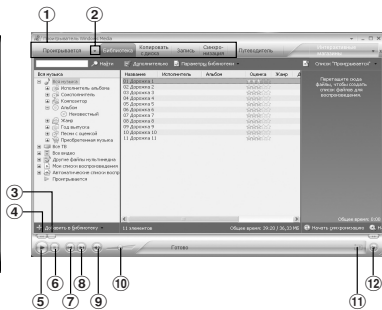 ① ②
Проигрыватель Windows Media
Проигрывается Библиотека Копировать с диска Запись Синхро-низация Путеводитель
Найти Дополнительно Параметры библиотеки Список "Проигрывается"
Вся музыка
Название Исполнитель Альбом Оценка Жанр
Вся музыка
Исполнитель альбома
Соисполнитель
Композитор
Альбом
Неизвестный
Жанр
Год выпуска
Песни с оценкой
Приобретенная музыка
Все ТВ
Все видео
Другие файлы мультимедиа
Мои списки воспроизведения
Автоматические списки воспр
Проигрывается
01 Дорожка 1
02 Дорожка 2
03 Дорожка 3
04 Дорожка 4
05 Дорожка 5
06 Дорожка 6
07 Дорожка 7
08 Дорожка 8
09 Дорожка 9
10 Дорожка 10
11 Дорожка 11
Перетащите сюда
файлы, чтобы создать
список файлов для
воспроизведения.
Общее время: 0:00
Добавить в библиотеку 11 элементов Общее время: 39:20 / 36,33 МБ Начать синхронизацию
Готово
③
④
⑤ ⑥ ⑦ ⑧ ⑨ ⑩ ⑪ ⑫